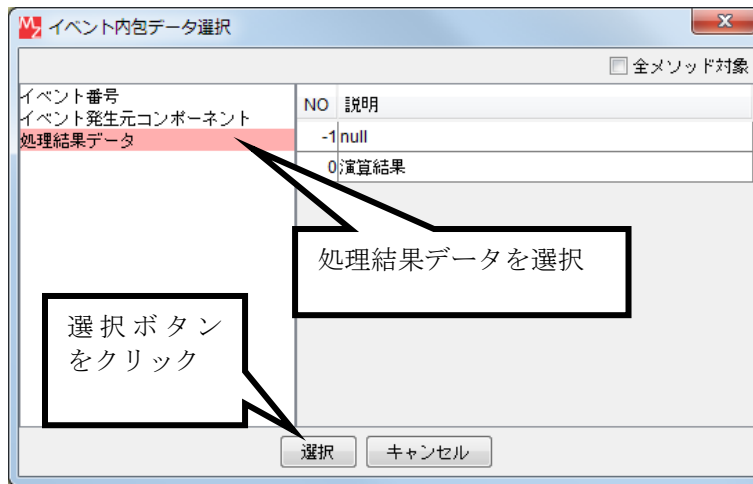 イベント内包データ選択
全メソッド対象
イベント番号
イベント発生元コンポーネント
処理結果データ
NO 説明
-1 null
0 演算結果
処理結果データを選択
選択ボタン
をクリック
選択 キャンセル